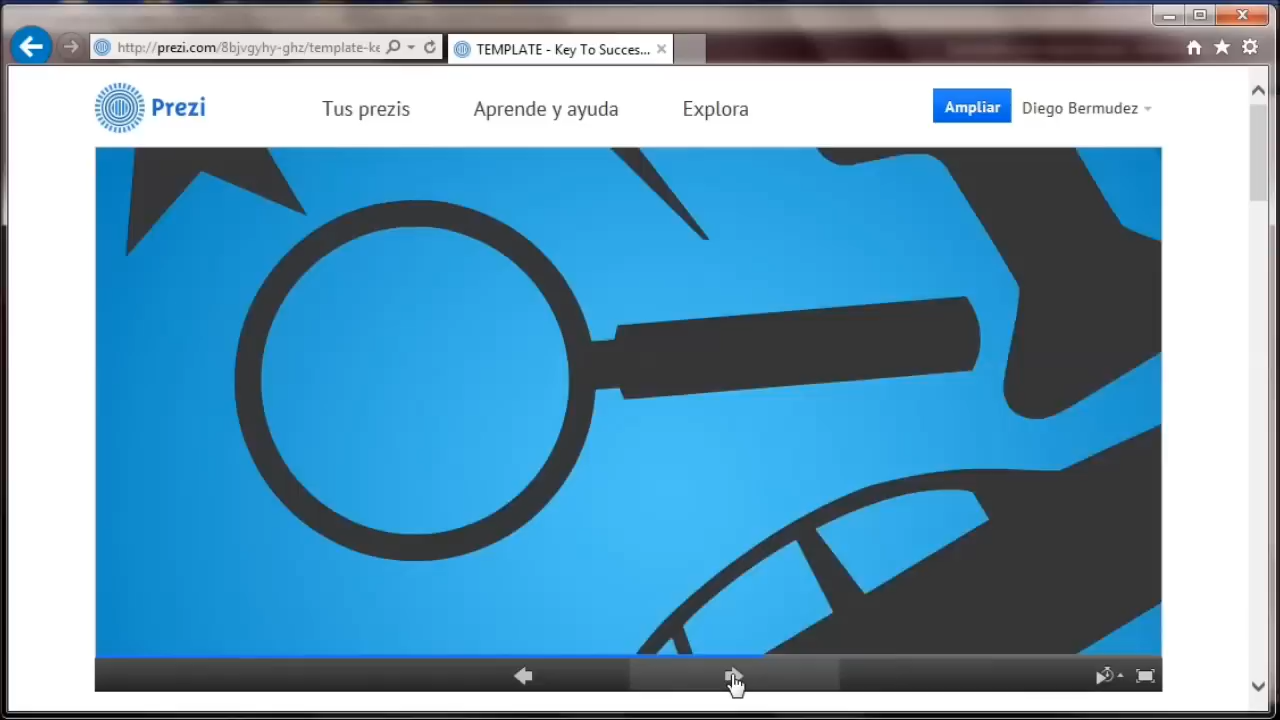 http://prezi.com/8bjvgyhy-ghz/template-ke
TEMPLATE - Key To Succes...
Prezi
Tus prezis
Aprende y ayuda
Explora
Ampliar
Diego Bermudez